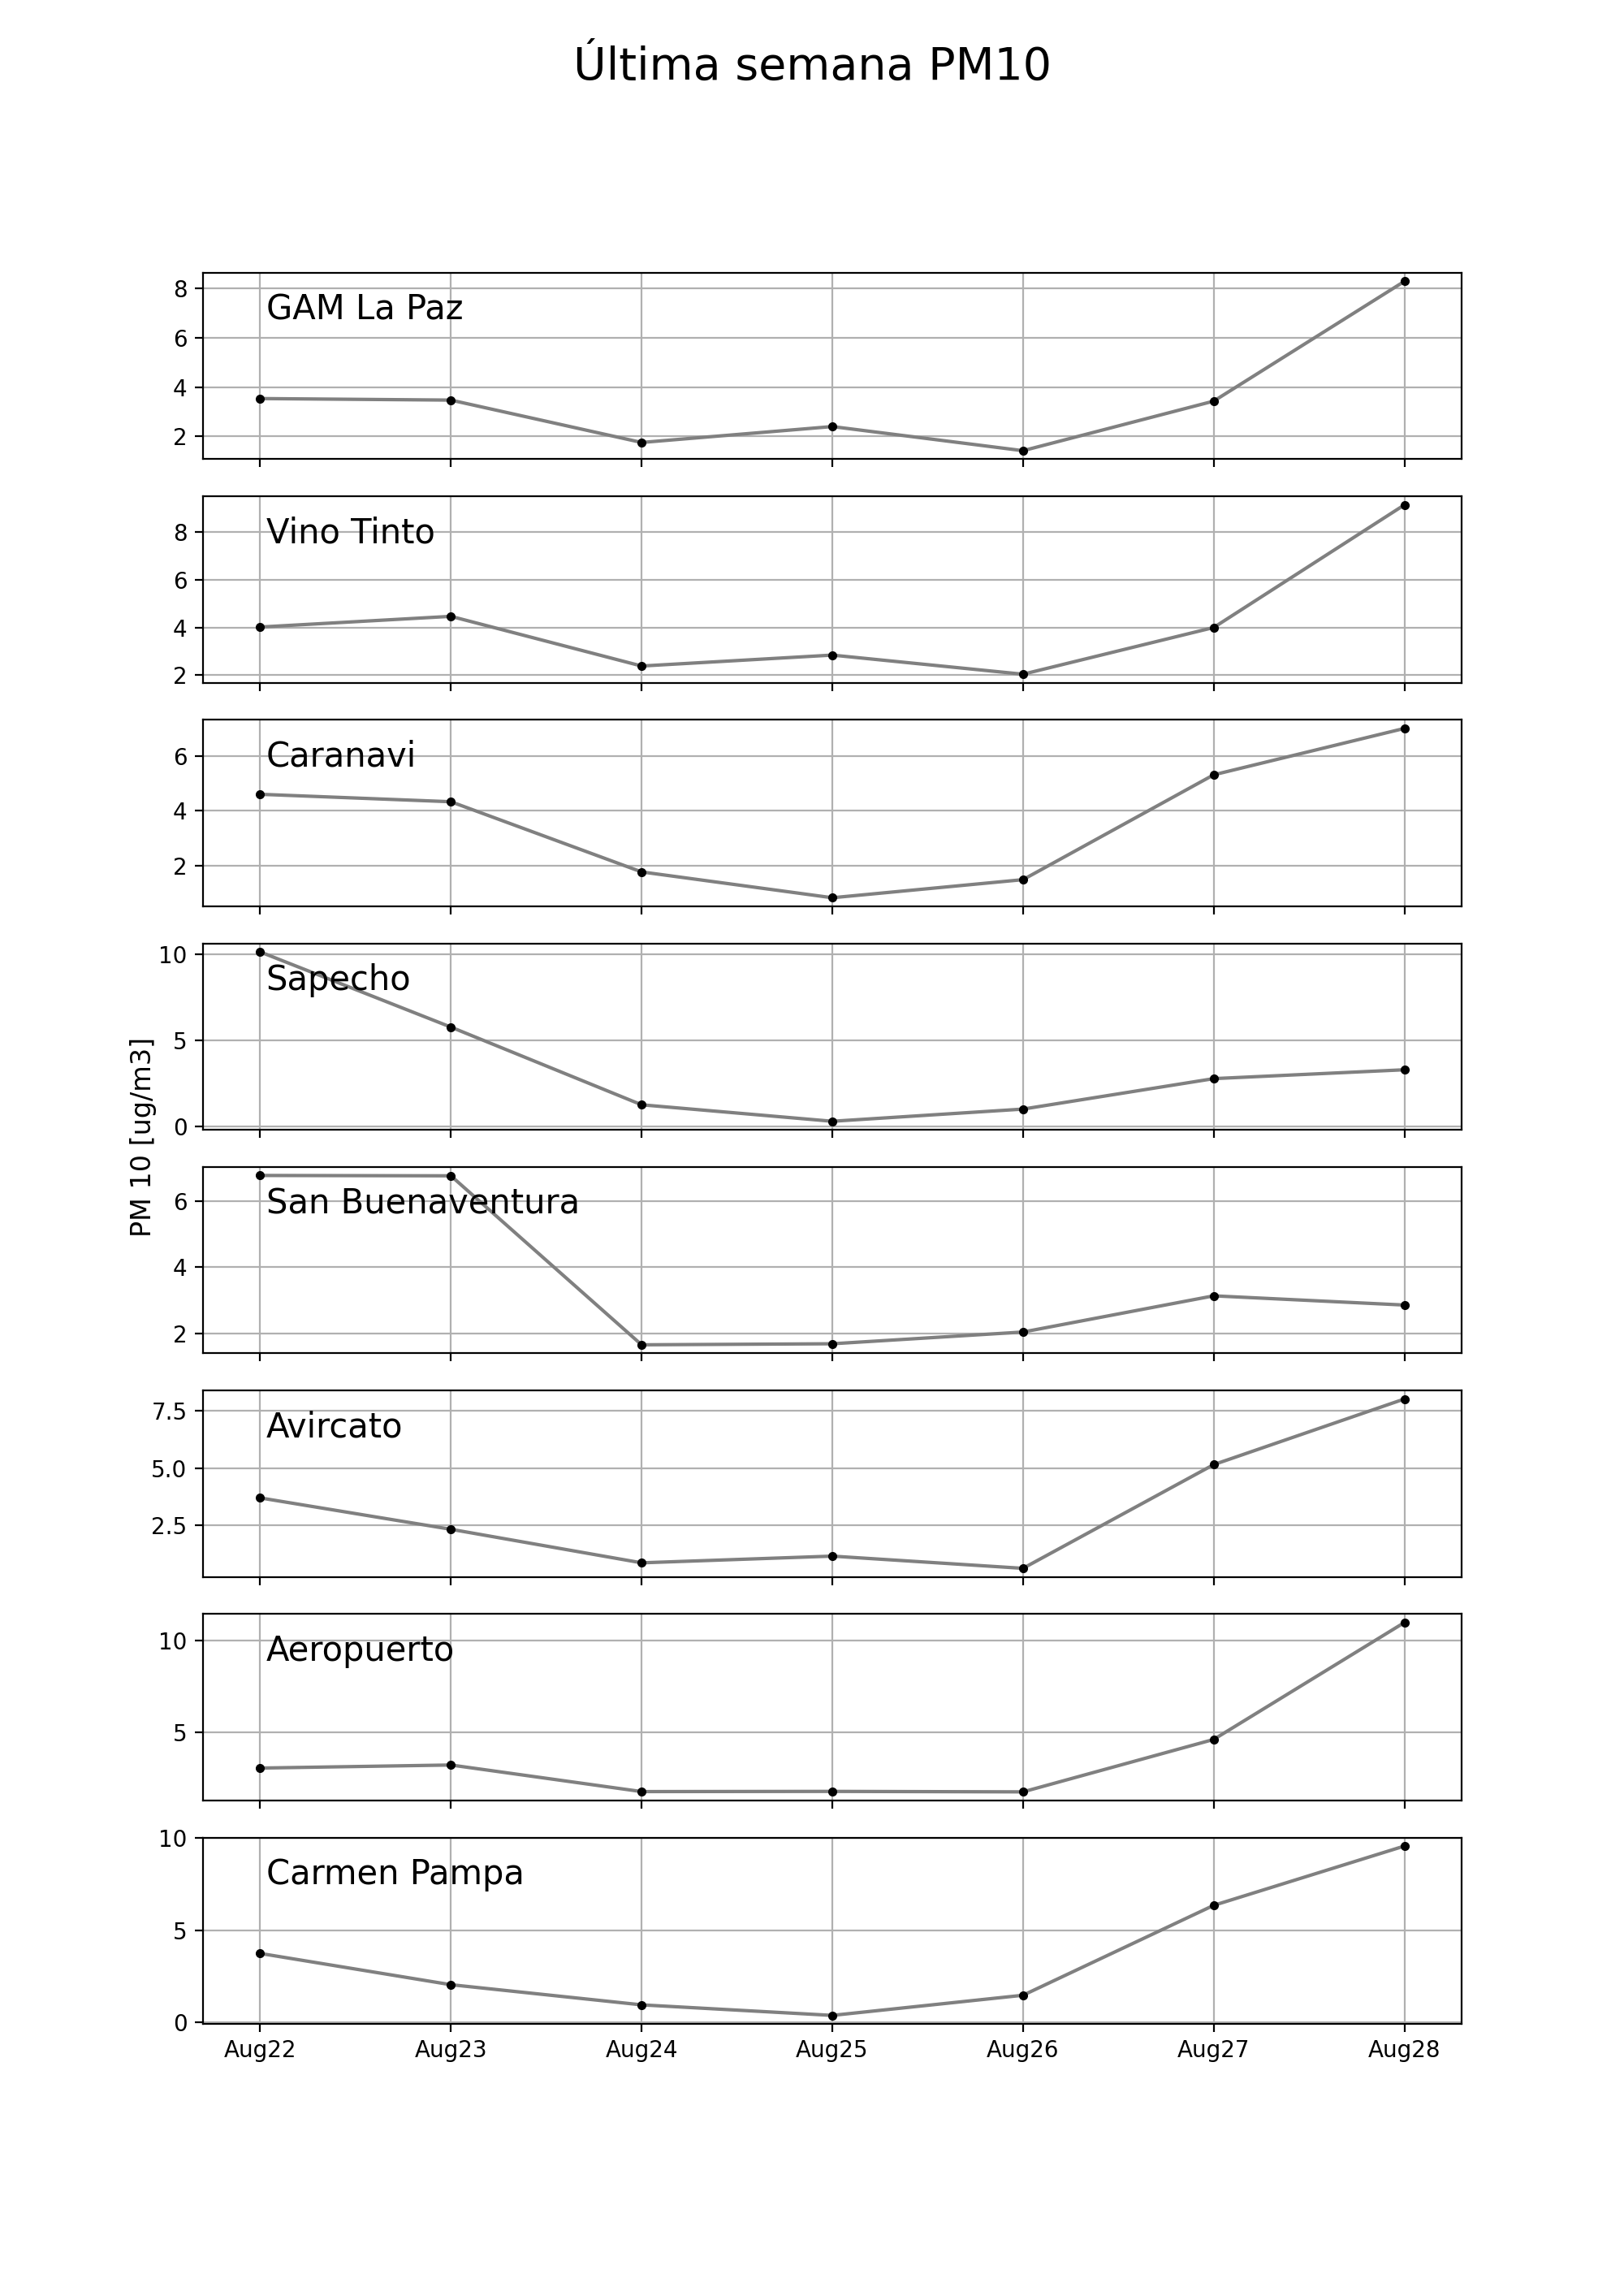 Última semana PM10
GAM La Paz
8
6
4
2
Vino Tinto
8
6
4
2
Caranavi
6
4
2
Sapecho
10
5
0
PM 10 [ug/m3]
San Buenaventura
6
4
2
Avircato
7.5
5.0
2.5
Aeropuerto
10
5
Carmen Pampa
10
5
0
Aug22 Aug23 Aug24 Aug25 Aug26 Aug27 Aug28